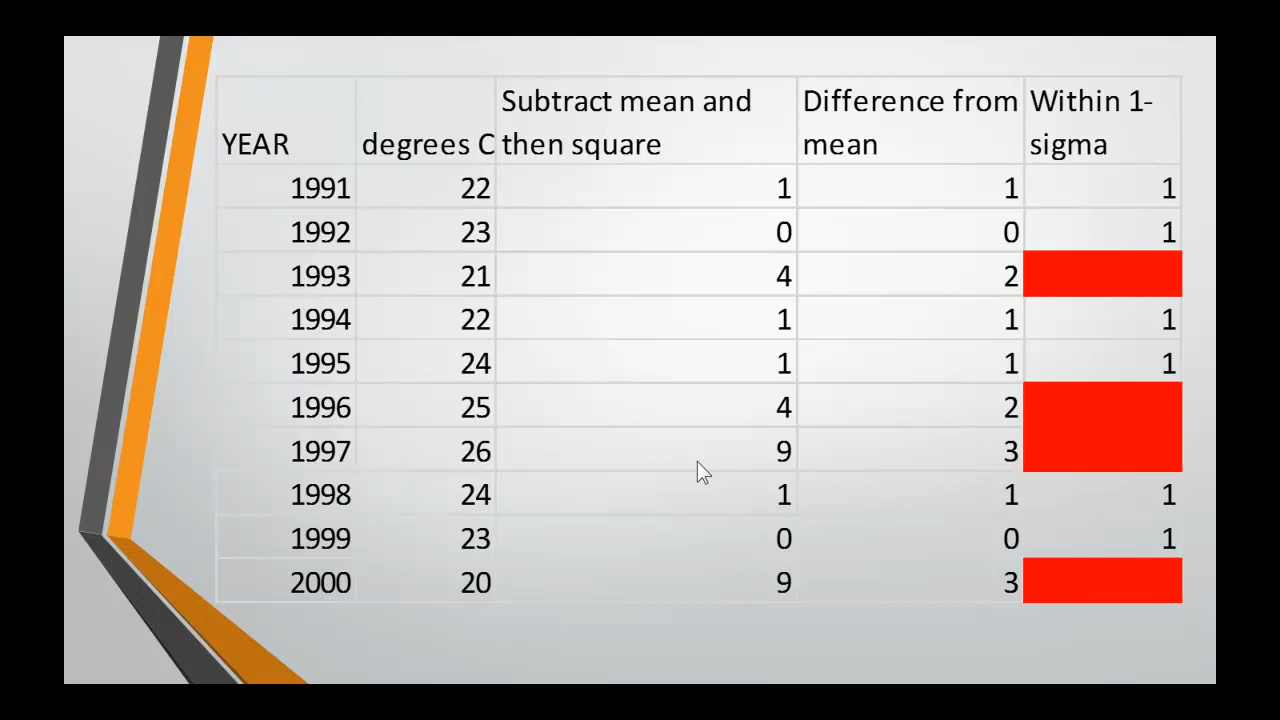 YEAR degrees C Subtract mean and then square Difference from mean Within 1-sigma
1991 22 1 1 1
1992 23 0 0 1
1993 21 4 2
1994 22 1 1 1
1995 24 1 1 1
1996 25 4 2
1997 26 9 3
1998 24 1 1 1
1999 23 0 0 1
2000 20 9 3